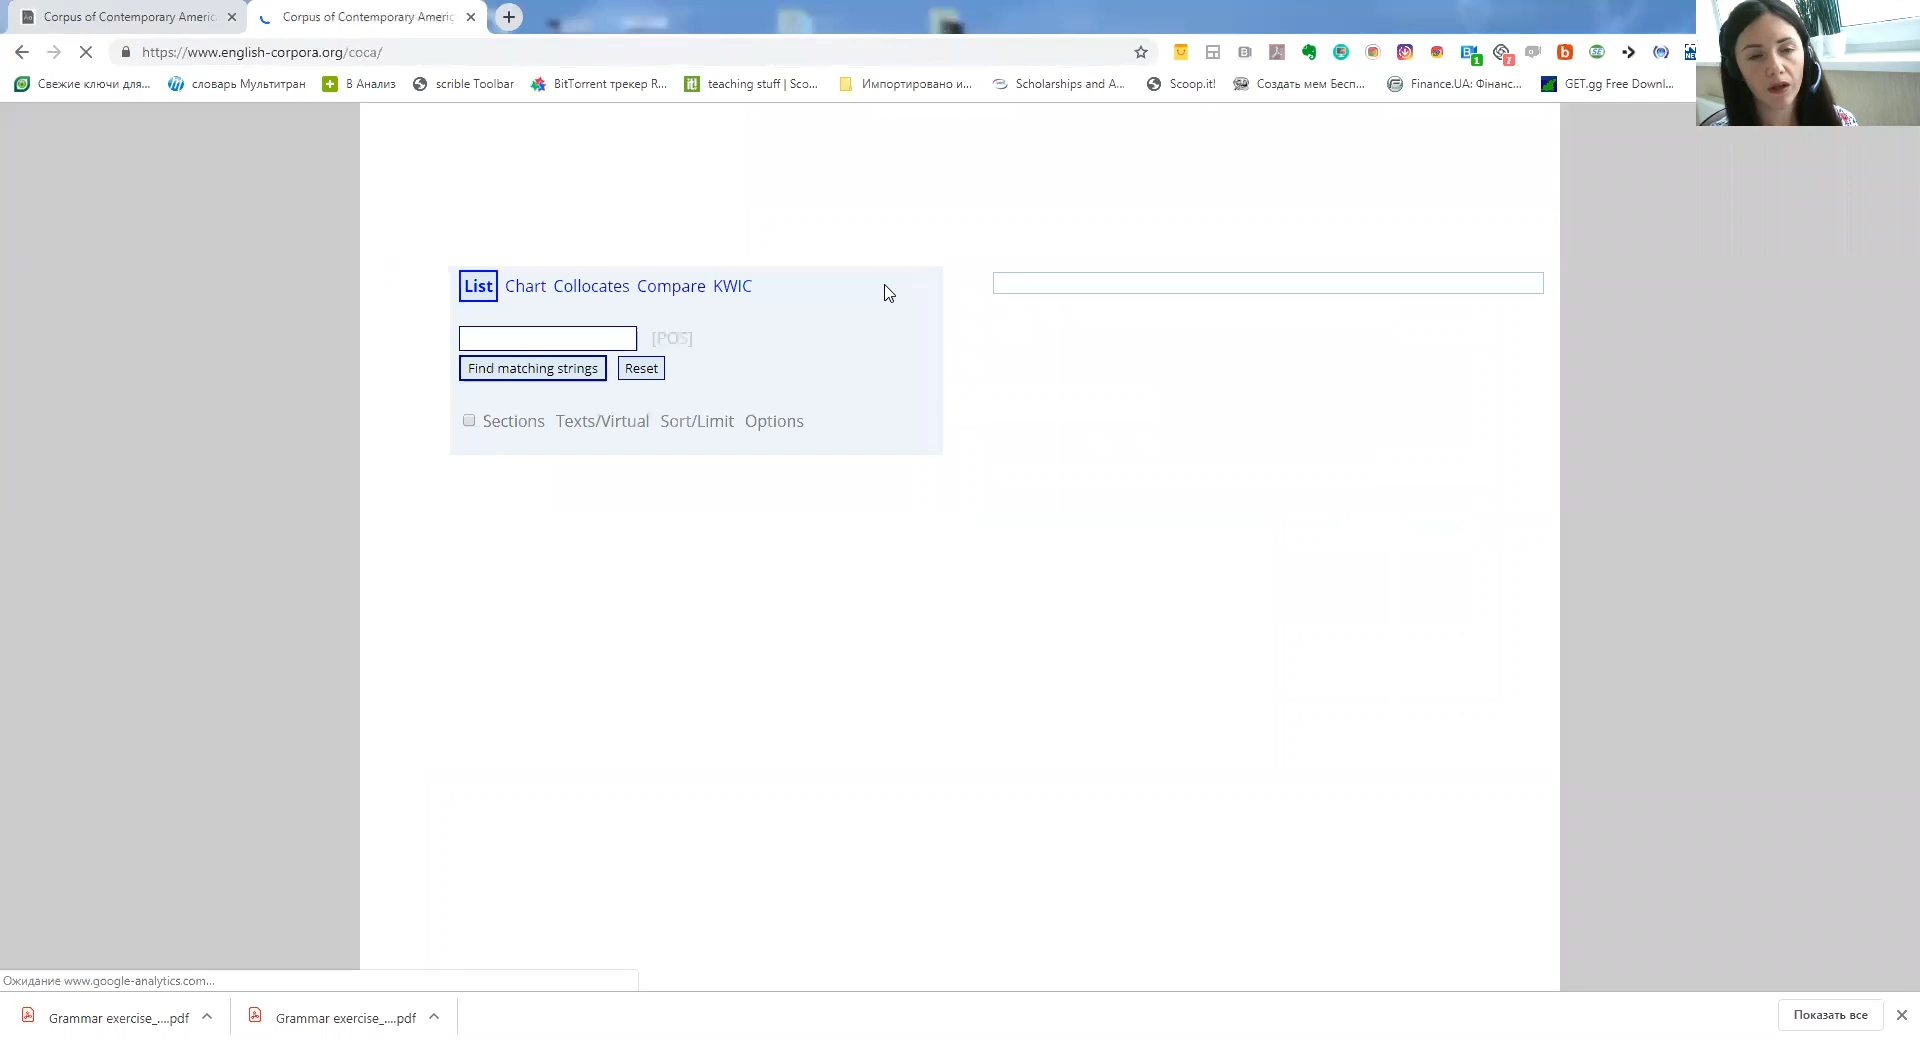 Corpus of Contemporary Americ
Corpus of Contemporary Americ
https://www.english-corpora.org/coca/
1
7
Свежие ключи для...
словарь Мультитран
В Анализ
scrible Toolbar
BitTorrent трекер R...
teaching stuff | Sco...
Импортировано и...
Scholarships and A...
Scoop.it!
Создать мем Бесп...
Finance.UA: Фінанс...
GET.gg Free Downl...
List Chart Collocates Compare KWIC
[POS]
Find matching strings Reset
Sections Texts/Virtual Sort/Limit Options
Ожидание www.google-analytics.com...
Grammar exercise_....pdf
Grammar exercise_....pdf
Показать все